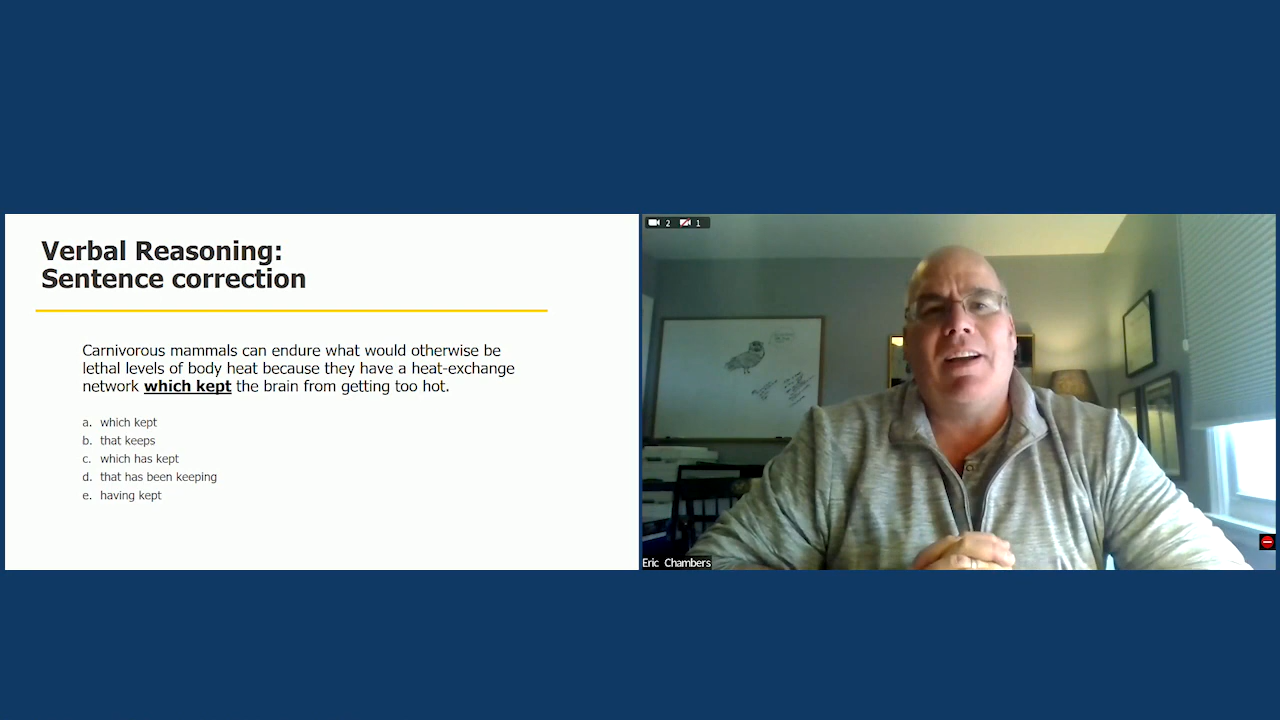 Verbal Reasoning:
Sentence correction
Carnivorous mammals can endure what would otherwise be
lethal levels of body heat because they have a heat-exchange
network which kept the brain from getting too hot.
a. which kept
b. that keeps
c. which has kept
d. that has been keeping
e. having kept
2 1
Eric Chambers